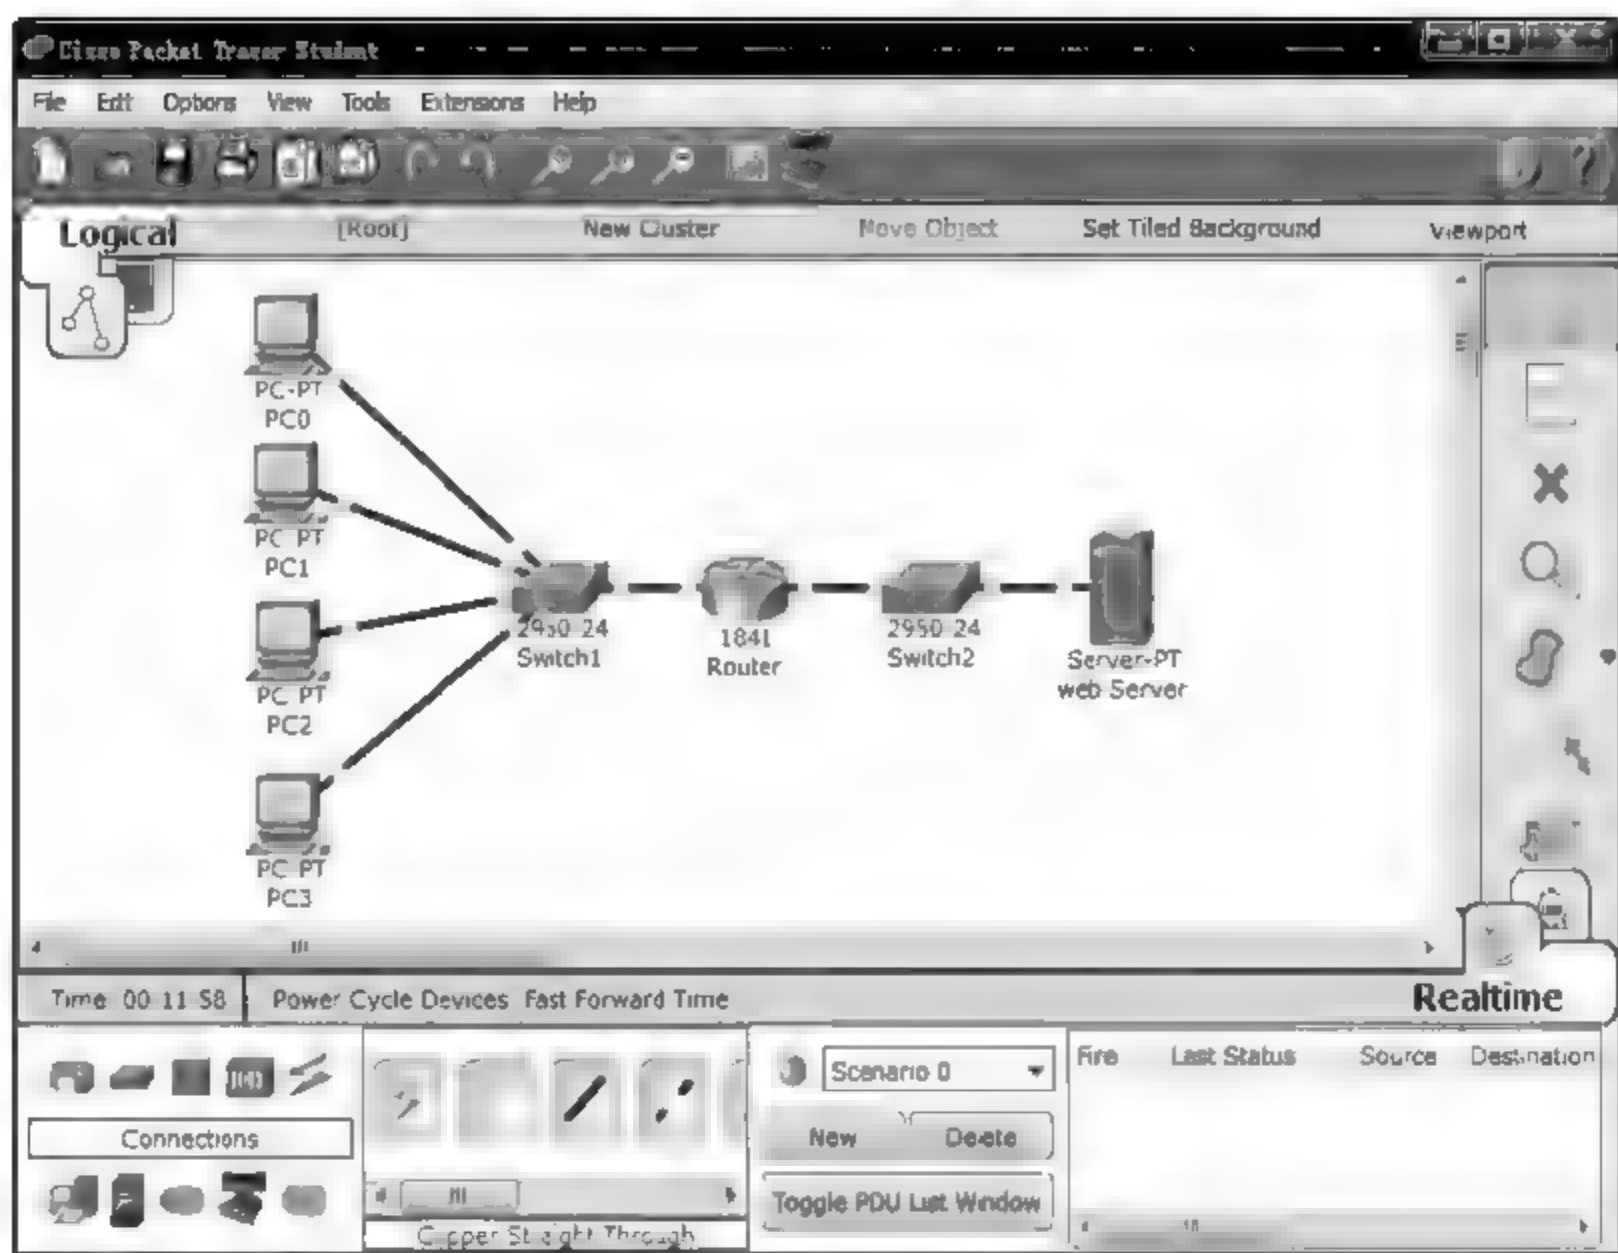 Cisco Packet Tracer Student
File Edit Options View Tools Extensions Help
Logical [Root] New Cluster Move Object Set Tiled Background Viewport
PC-PT
PC0
PC-PT
PC1
PC-PT
PC2
PC-PT
PC3
2950-24
Switch1
1841
Router
2950-24
Switch2
Server-PT
web Server
Time 00 11 58 Power Cycle Devices Fast Forward Time Realtime
Connections
Copper Straight-Through
Scenario 0
New Delete
Toggle PDU List Window
Fire Last Status Source Destination